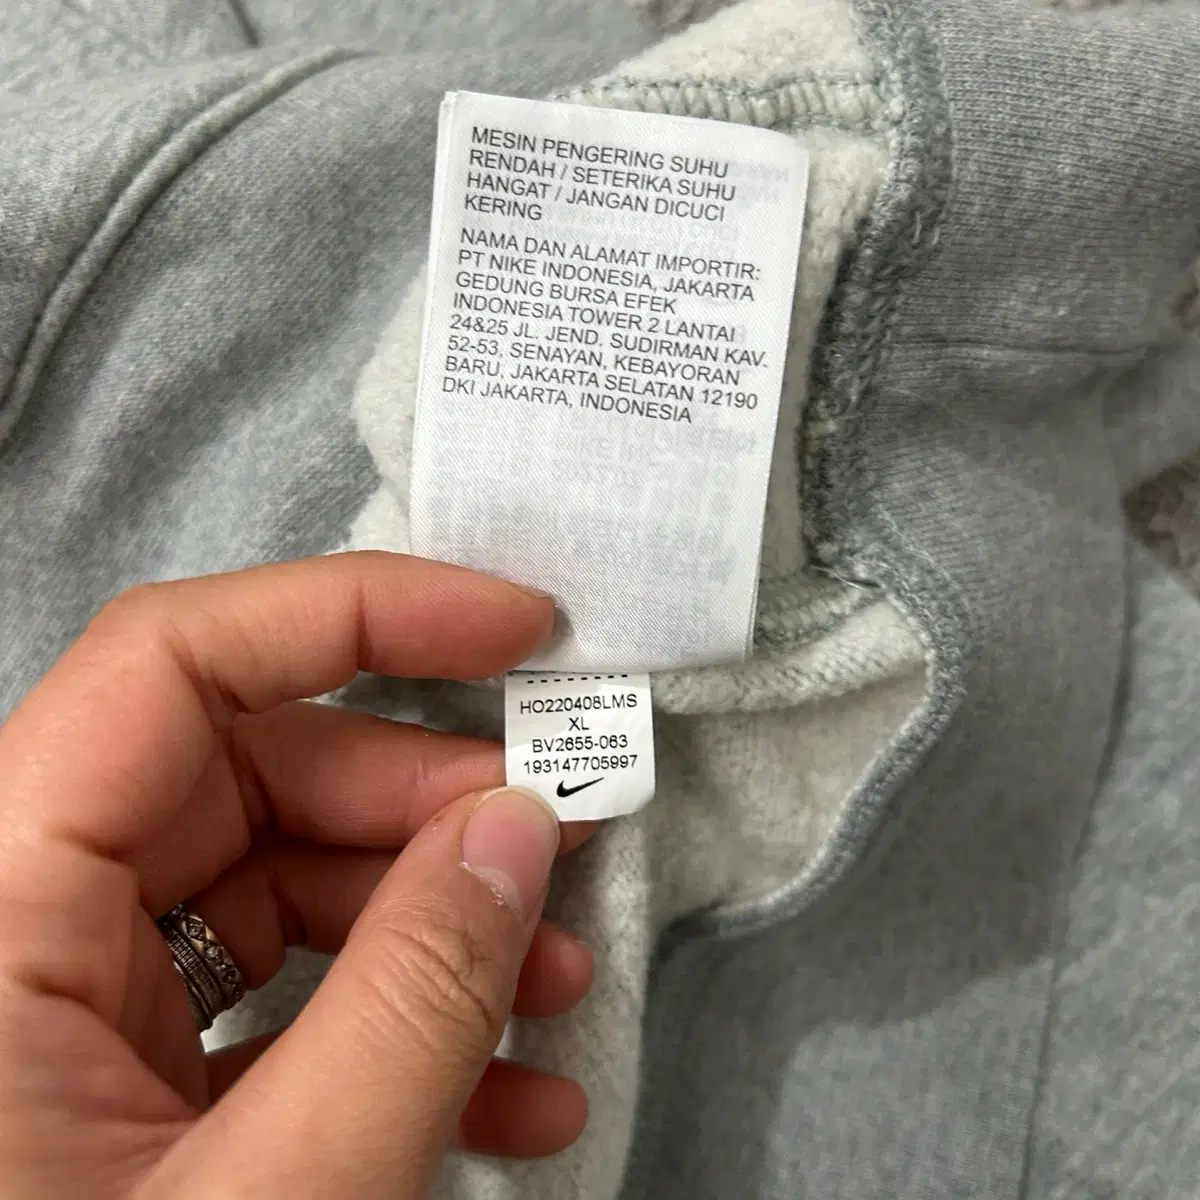 MESIN PENGERING SUHU
RENDAH / SETERIKA SUHU
HANGAT / JANGAN DICUCI
KERING
NAMA DAN ALAMAT IMPORTIR:
PT NIKE INDONESIA, JAKARTA
GEDUNG BURSA EFEK
INDONESIA TOWER 2 LANTAI
24&25 JL. JEND. SUDIRMAN KAV.
52-53, SENAYAN, KEBAYORAN
BARU, JAKARTA SELATAN 12190
DKI JAKARTA, INDONESIA
HO220408LMS
XL
BV2655-063
193147705997